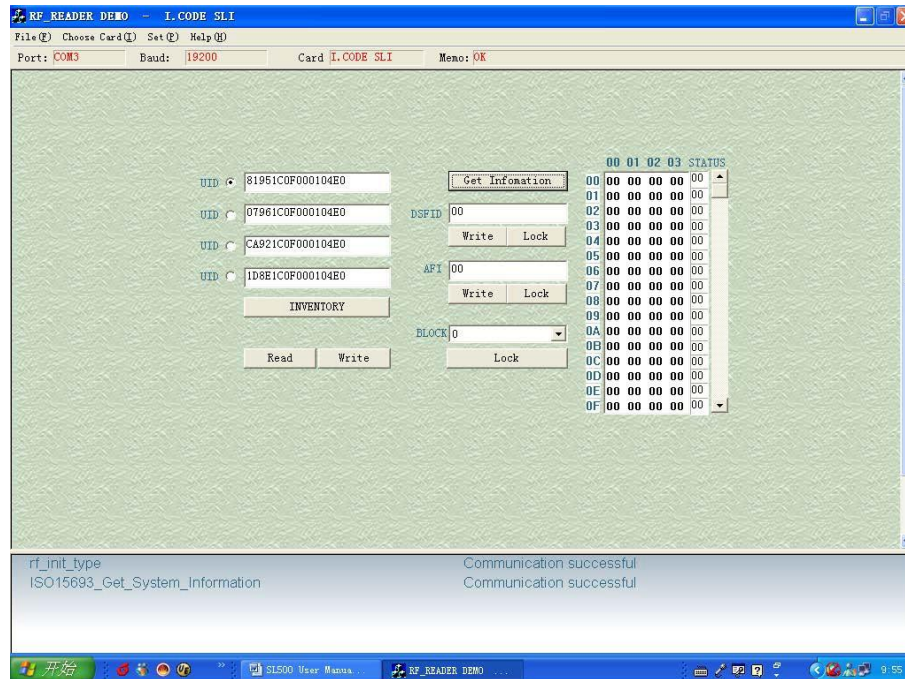 RF_READER DEMO - I.CODE SLI
File(F) Choose Card(I) Set(P) Help(H)
Port: COM3 Baud: 19200 Card I.CODE SLI Memo: OK
00 01 02 03 STATUS
UID 81951C0F000104E0
Get Infomation
UID 07961C0F000104E0
DSFID 00
Write Lock
UID CA921C0F000104E0
AFI 00
UID 1D8E1C0F000104E0
Write Lock
INVENTORY
BLOCK 0
Read Write
Lock
00 00 00 00 00 00
01 00 00 00 00 00
02 00 00 00 00 00
03 00 00 00 00 00
04 00 00 00 00 00
05 00 00 00 00 00
06 00 00 00 00 00
07 00 00 00 00 00
08 00 00 00 00 00
09 00 00 00 00 00
0A 00 00 00 00 00
0B 00 00 00 00 00
0C 00 00 00 00 00
0D 00 00 00 00 00
0E 00 00 00 00 00
0F 00 00 00 00 00
rf_init_type Communication successful
ISO15693_Get_System_Information Communication successful
开始 SL500 User Manua... RF_READER DEMO ... 9:55